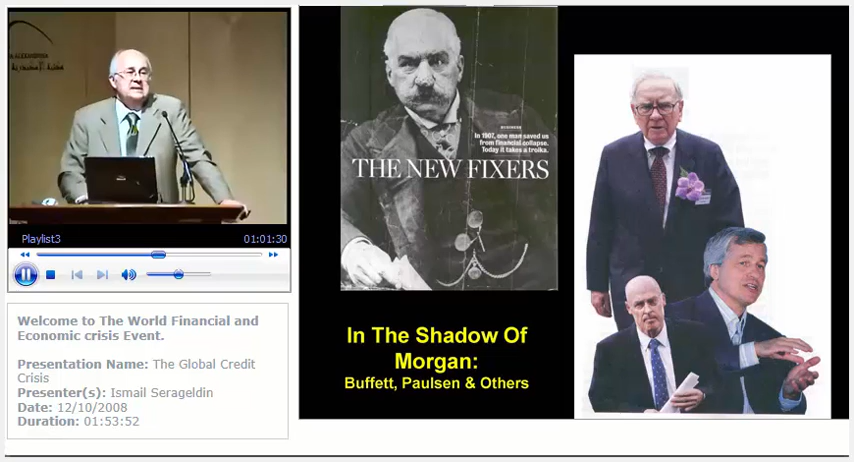 ALEXANDRINA
Playlist3
01:01:30
Welcome to The World Financial and
Economic crisis Event.
Presentation Name: The Global Credit
Crisis
Presenter(s): Ismail Serageldin
Date: 12/10/2008
Duration: 01:53:52
BUSINESS
In 1907, one man saved us
from financial collapse.
Today it takes a troika.
THE NEW FIXERS
In The Shadow Of
Morgan:
Buffett, Paulsen & Others